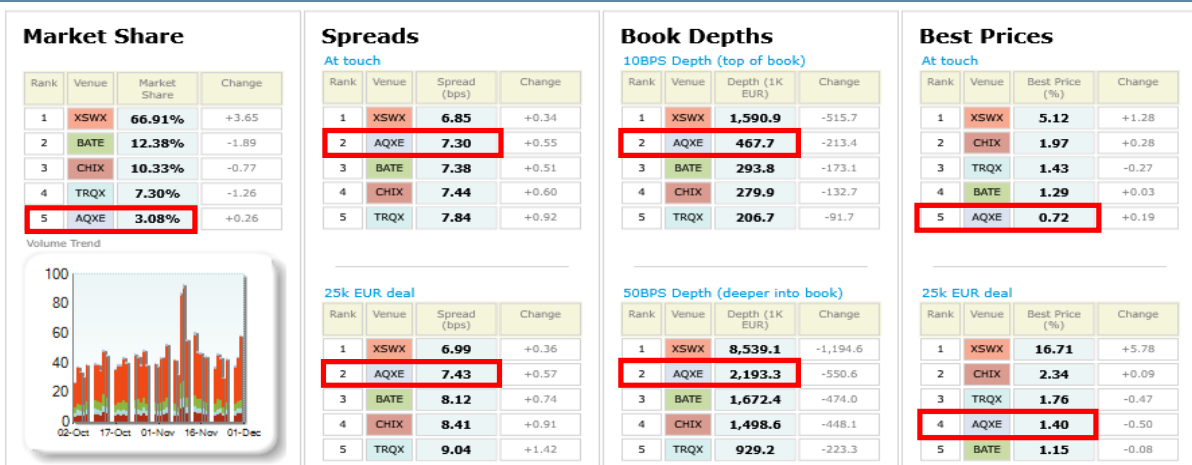 Market Share
Rank Venue Market Share Change
1 XSWX 66.91% +3.65
2 BATE 12.38% -1.89
3 CHIX 10.33% -0.77
4 TRQX 7.30% -1.26
5 AQXE 3.08% +0.26
Volume Trend
100
80
60
40
20
0
02-Oct 17-Oct 01-Nov 16-Nov 01-Dec
Spreads
At touch
Rank Venue Spread (bps) Change
1 XSWX 6.85 +0.34
2 AQXE 7.30 +0.55
3 BATE 7.38 +0.51
4 CHIX 7.44 +0.60
5 TRQX 7.84 +0.92
25k EUR deal
Rank Venue Spread (bps) Change
1 XSWX 6.99 +0.36
2 AQXE 7.43 +0.57
3 BATE 8.12 +0.74
4 CHIX 8.41 +0.91
5 TRQX 9.04 +1.42
Book Depths
10BPS Depth (top of book)
Rank Venue Depth (1K EUR) Change
1 XSWX 1,590.9 -515.7
2 AQXE 467.7 -213.4
3 BATE 293.8 -173.1
4 CHIX 279.9 -132.7
5 TRQX 206.7 -91.7
50BPS Depth (deeper into book)
Rank Venue Depth (1K EUR) Change
1 XSWX 8,539.1 -1,194.6
2 AQXE 2,193.3 -550.6
3 BATE 1,672.4 -474.0
4 CHIX 1,498.6 -448.1
5 TRQX 929.2 -223.3
Best Prices
At touch
Rank Venue Best Price (%) Change
1 XSWX 5.12 +1.28
2 CHIX 1.97 +0.28
3 TRQX 1.43 -0.27
4 BATE 1.29 +0.03
5 AQXE 0.72 +0.19
25k EUR deal
Rank Venue Best Price (%) Change
1 XSWX 16.71 +5.78
2 CHIX 2.34 +0.09
3 TRQX 1.76 -0.47
4 AQXE 1.40 -0.50
5 BATE 1.15 -0.08